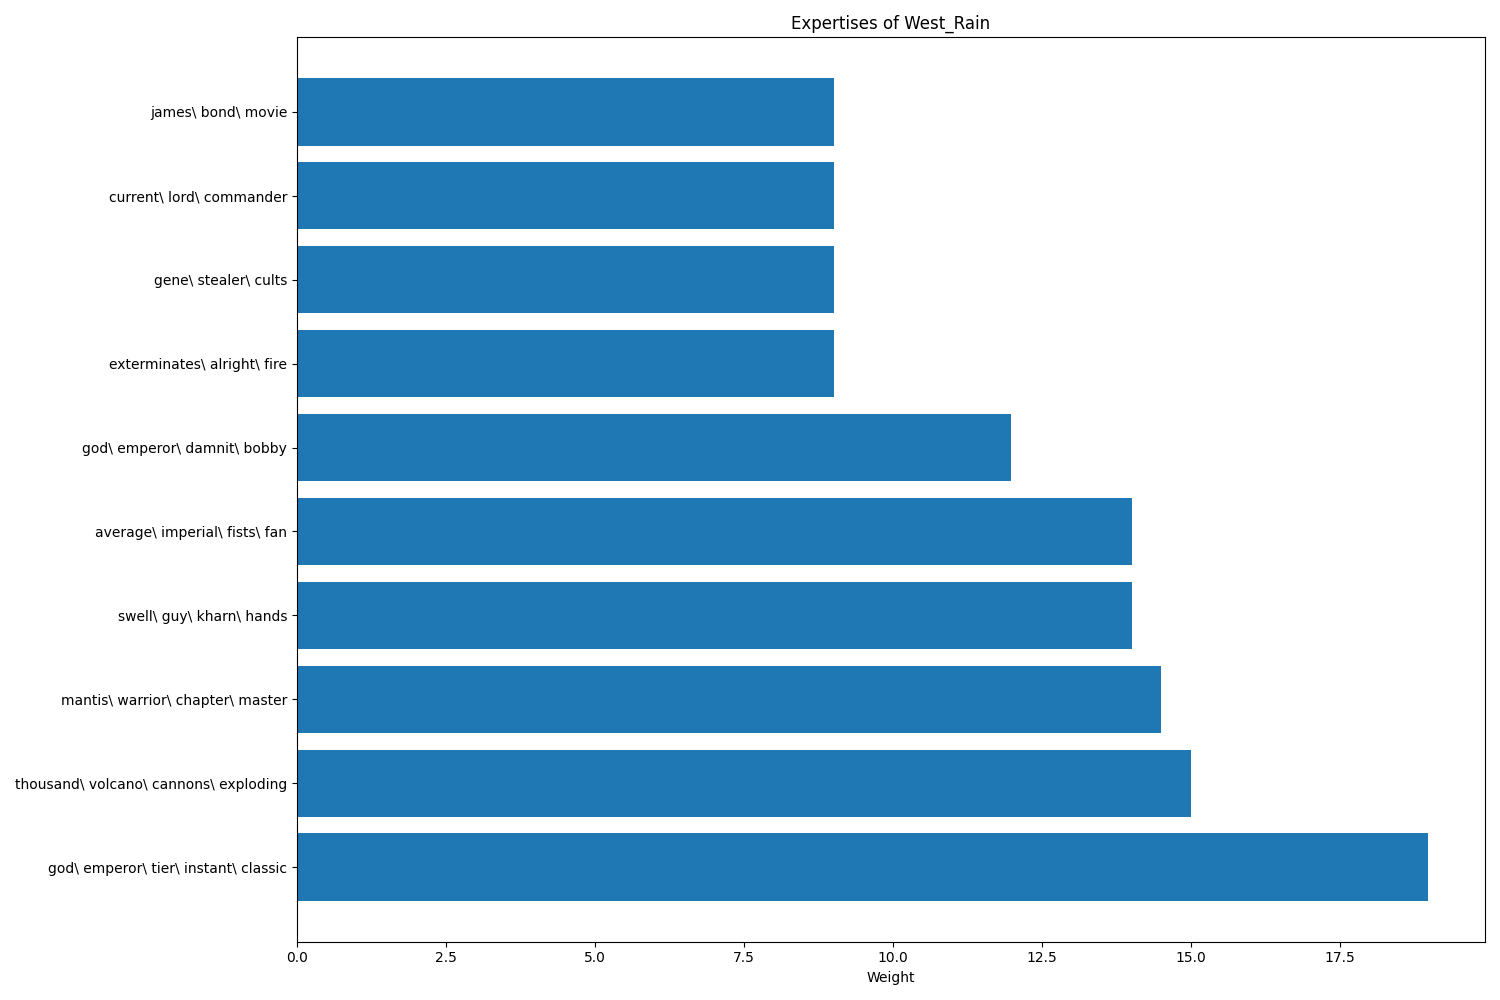 Expertises of West_Rain
james\ bond\ movie
current\ lord\ commander
gene\ stealer\ cults
exterminates\ alright\ fire
god\ emperor\ damnit\ bobby
average\ imperial\ fists\ fan
swell\ guy\ kharn\ hands
mantis\ warrior\ chapter\ master
thousand\ volcano\ cannons\ exploding
god\ emperor\ tier\ instant\ classic
0.0 2.5 5.0 7.5 10.0 12.5 15.0 17.5
Weight